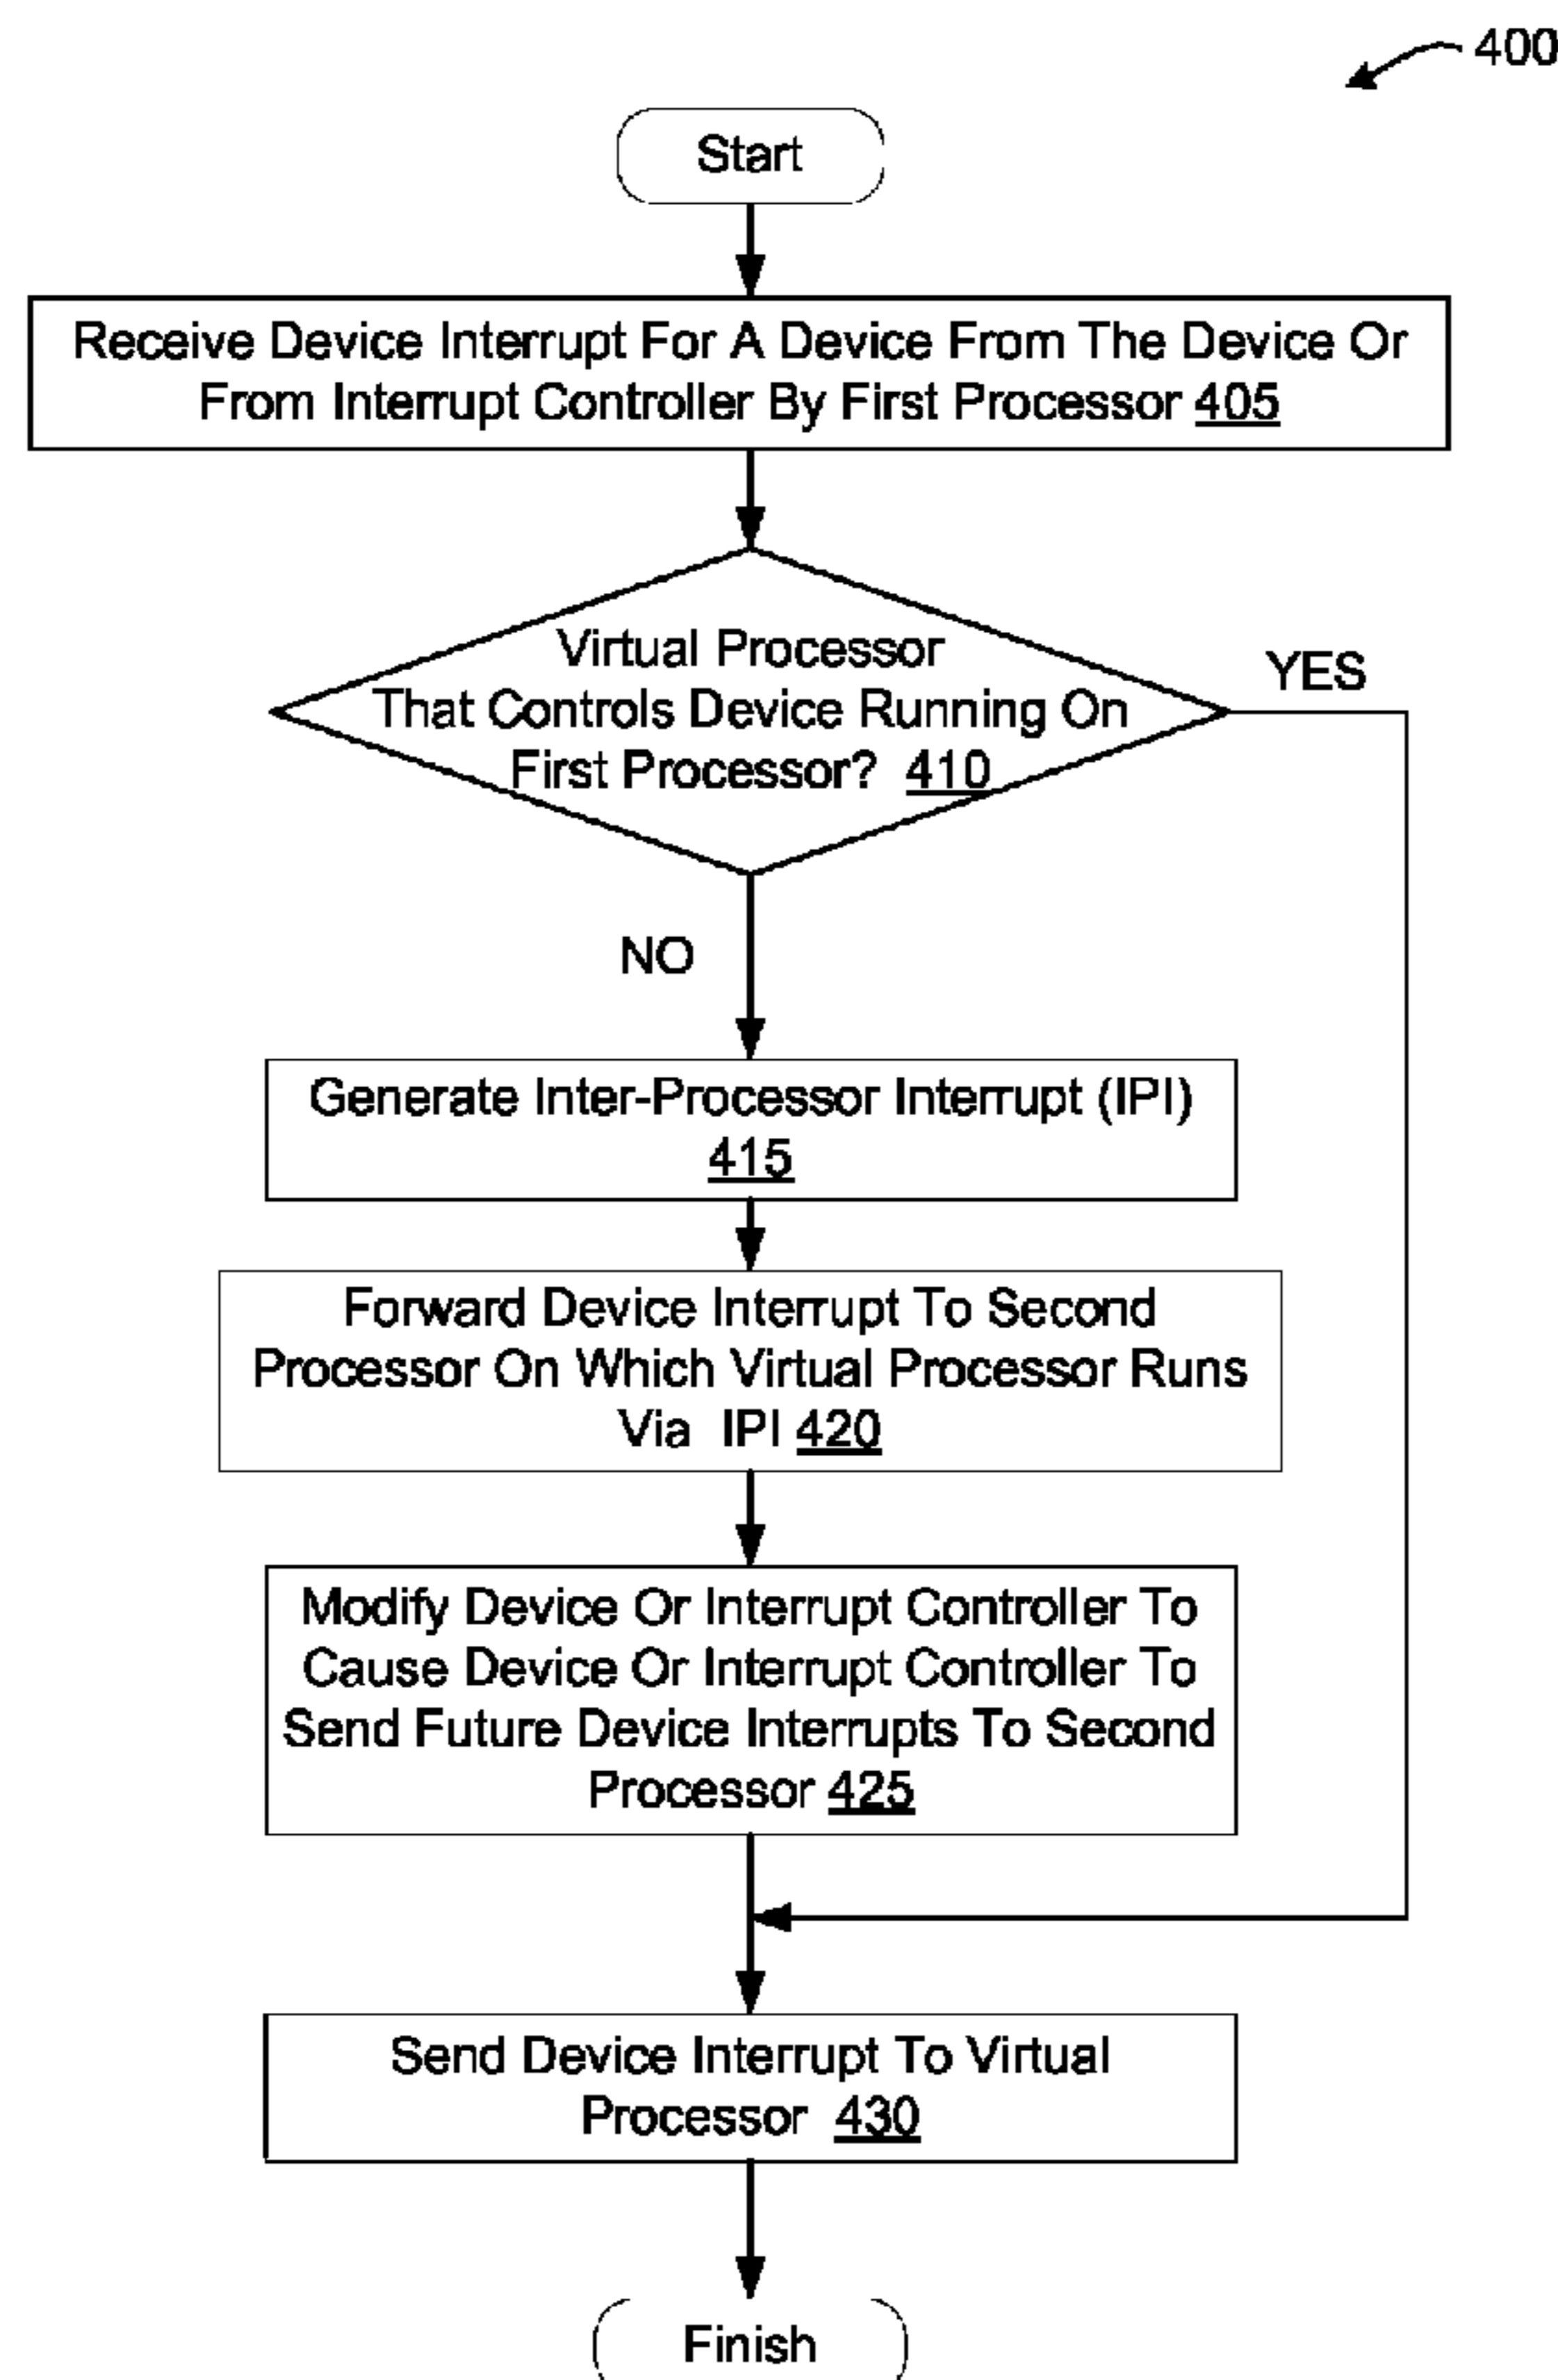 400
Start
Receive Device Interrupt For A Device From The Device Or
From Interrupt Controller By First Processor 405
Virtual Processor
That Controls Device Running On
First Processor? 410
YES
NO
Generate Inter-Processor Interrupt (IPI)
415
Forward Device Interrupt To Second
Processor On Which Virtual Processor Runs
Via IPI 420
Modify Device Or Interrupt Controller To
Cause Device Or Interrupt Controller To
Send Future Device Interrupts To Second
Processor 425
Send Device Interrupt To Virtual
Processor 430
Finish